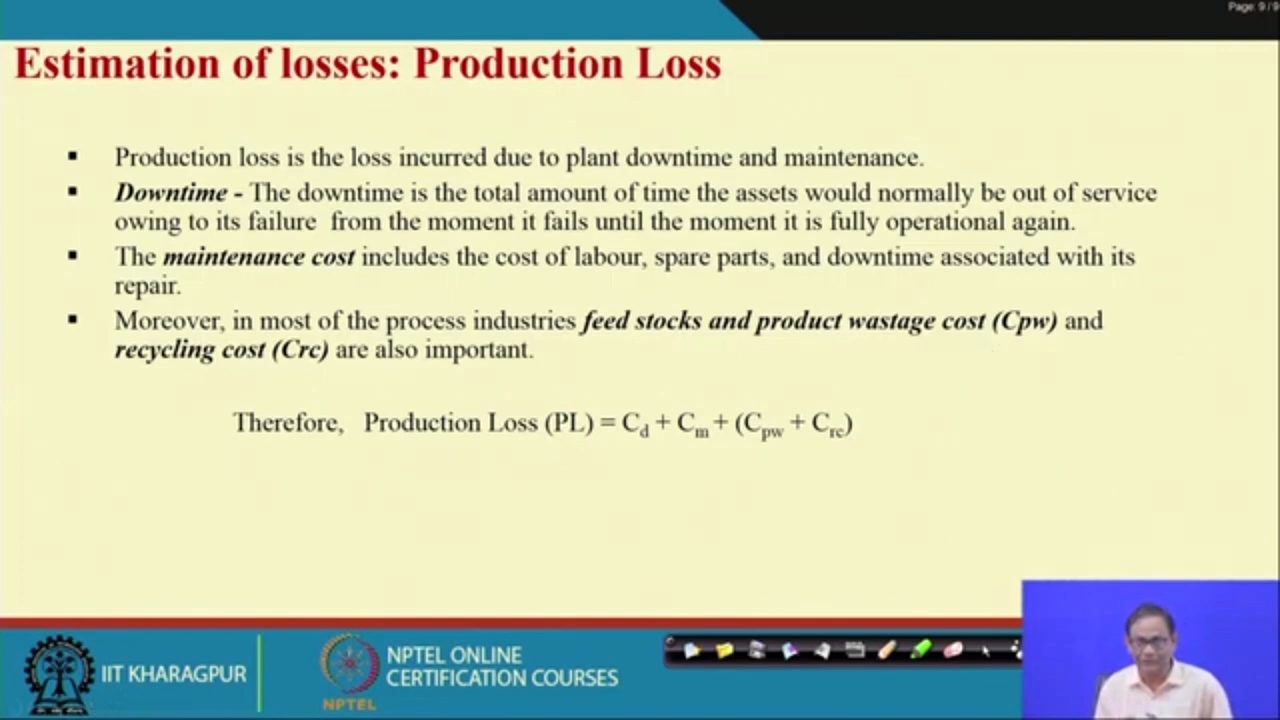 Page: 9 / 9
Estimation of losses: Production Loss
▪ Production loss is the loss incurred due to plant downtime and maintenance.
▪ Downtime - The downtime is the total amount of time the assets would normally be out of service
owing to its failure from the moment it fails until the moment it is fully operational again.
▪ The maintenance cost includes the cost of labour, spare parts, and downtime associated with its
repair.
▪ Moreover, in most of the process industries feed stocks and product wastage cost (Cpw) and
recycling cost (Crc) are also important.
Therefore, Production Loss (PL) = C_d + C_m + (C_pw + C_rc)
IIT KHARAGPUR
NPTEL
NPTEL ONLINE
CERTIFICATION COURSES